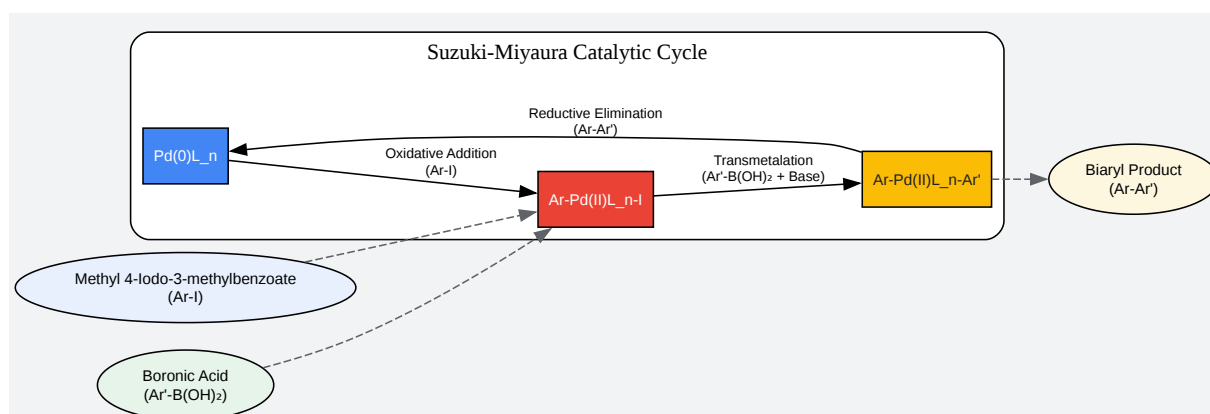 Suzuki-Miyaura Catalytic Cycle
Reductive Elimination
(Ar-Ar')
Pd(0)L_n
Oxidative Addition
(Ar-I)
Transmetalation
(Ar'-B(OH)₂ + Base)
Ar-Pd(II)L_n-I
Ar-Pd(II)L_n-Ar'
Biaryl Product
(Ar-Ar')
Methyl 4-Iodo-3-methylbenzoate
(Ar-I)
Boronic Acid
(Ar'-B(OH)₂)